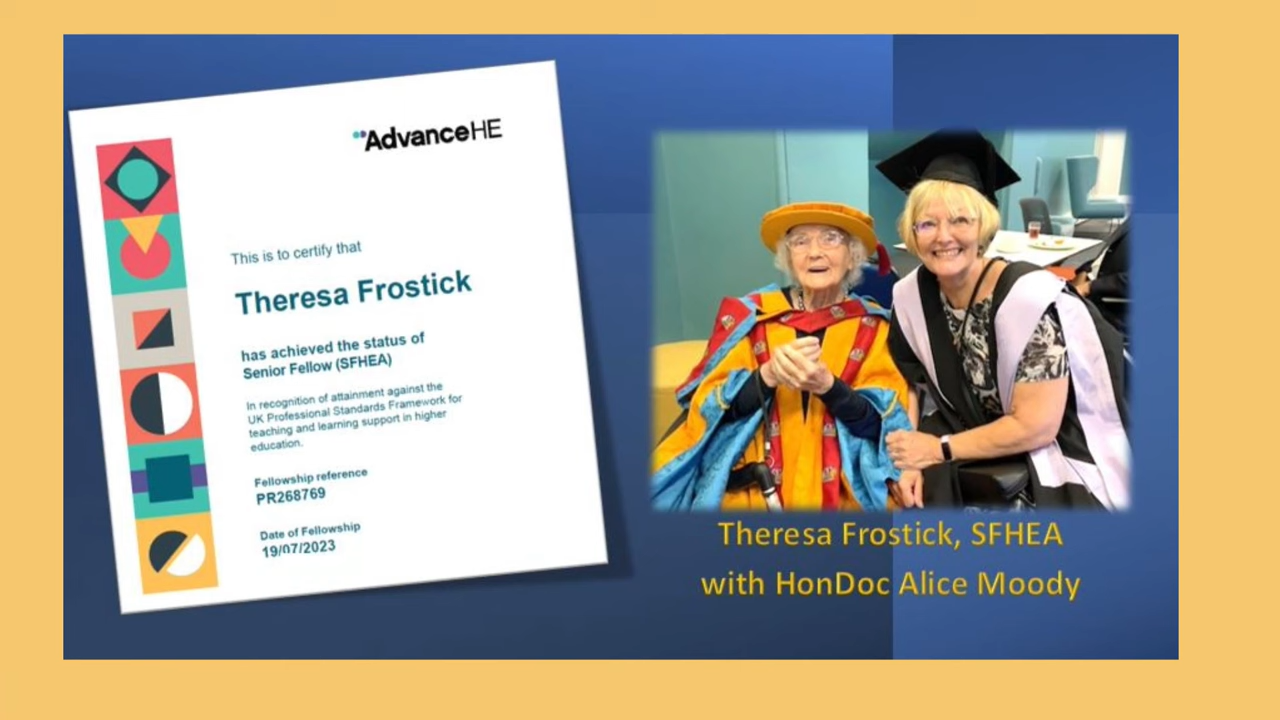 AdvanceHE
This is to certify that
Theresa Frostick
has achieved the status of
Senior Fellow (SFHEA)
In recognition of attainment against the
UK Professional Standards Framework for
teaching and learning support in higher
education.
Fellowship reference
PR268769
Date of Fellowship
19/07/2023
Theresa Frostick, SFHEA
with HonDoc Alice Moody